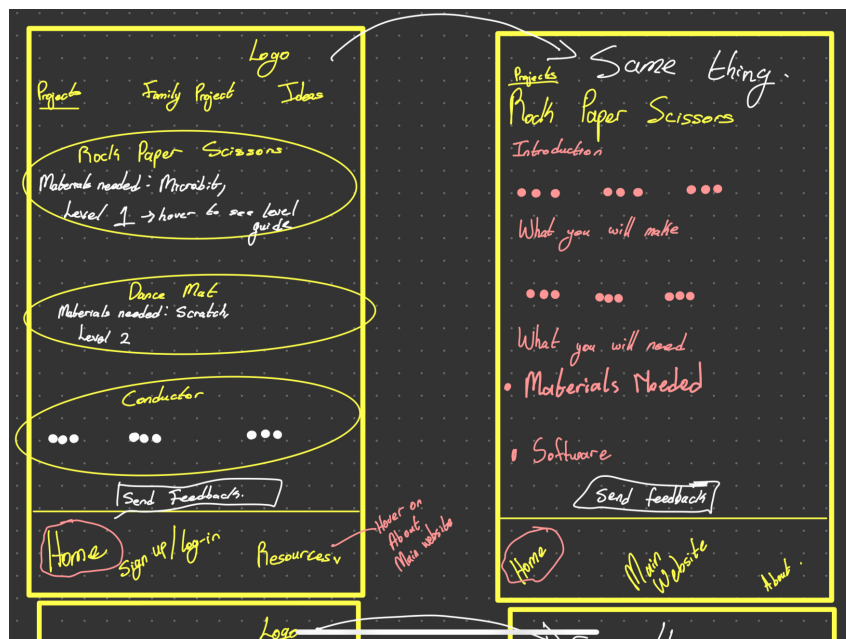 Logo
Projects Family Project Ideas
Rock Paper Scissors
Materials needed: Microbit,
Level 1 → hover to see level
guide
Dance Mat
Materials needed: Scratch,
Level 2
Conductor
Send Feedback.
Home Sign up/Log-in Resources v
Hover on
About
Main website
Same thing.
Projects
Rock Paper Scissors
Introduction
What you will make
What you will need
• Materials Needed
• Software
Send feedback
Home Main
Website
About.
Logo